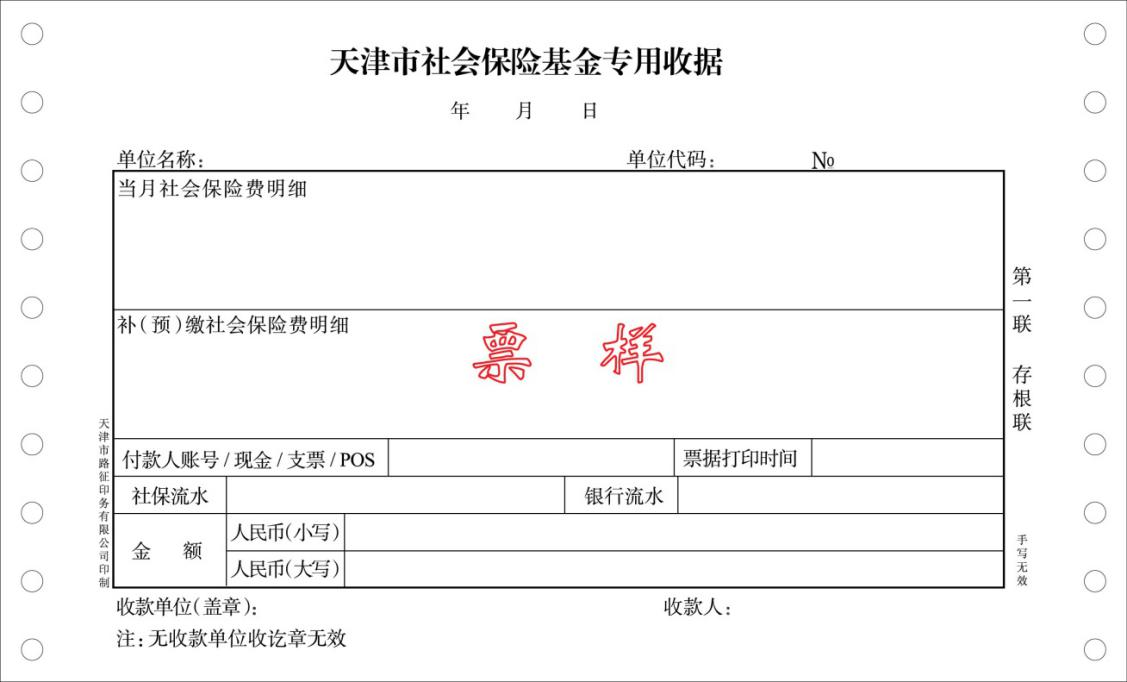 天津市社会保险基金专用收据
年 月 日
单位名称： 单位代码： №
当月社会保险费明细
补（预）缴社会保险费明细
票 样
付款人账号/现金/支票/POS 票据打印时间
社保流水 银行流水
金 额
人民币(小写)
人民币(大写)
收款单位(盖章)： 收款人：
注：无收款单位收讫章无效
天津市路征印务有限公司印制
第一联 存根联
手写无效